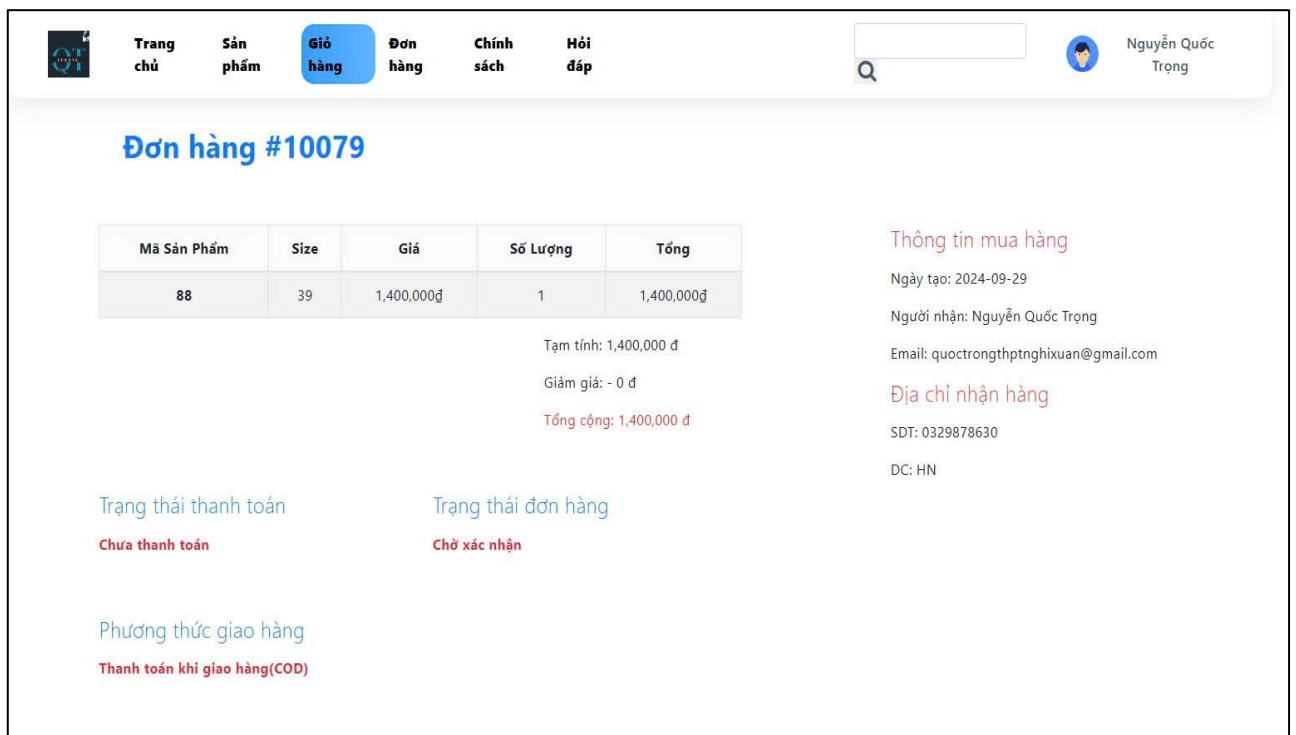 QT
Trang chủ
Sản phẩm
Giỏ hàng
Đơn hàng
Chính sách
Hỏi đáp
Nguyễn Quốc Trọng
Đơn hàng #10079
Mã Sản Phẩm Size Giá Số Lượng Tổng
88 39 1,400,000₫ 1 1,400,000₫
Tạm tính: 1,400,000 đ
Giảm giá: - 0 đ
Tổng cộng: 1,400,000 đ
Thông tin mua hàng
Ngày tạo: 2024-09-29
Người nhận: Nguyễn Quốc Trọng
Email: quoctrongthptnghixuan@gmail.com
Địa chỉ nhận hàng
SDT: 0329878630
DC: HN
Trạng thái thanh toán
Chưa thanh toán
Trạng thái đơn hàng
Chờ xác nhận
Phương thức giao hàng
Thanh toán khi giao hàng(COD)